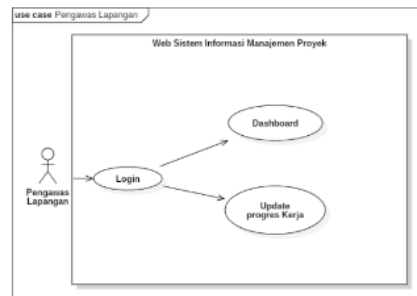 use case Pengawas Lapangan
Web Sistem Informasi Manajemen Proyek
Dashboard
Login
Pengawas
Lapangan
Update
progres Kerja